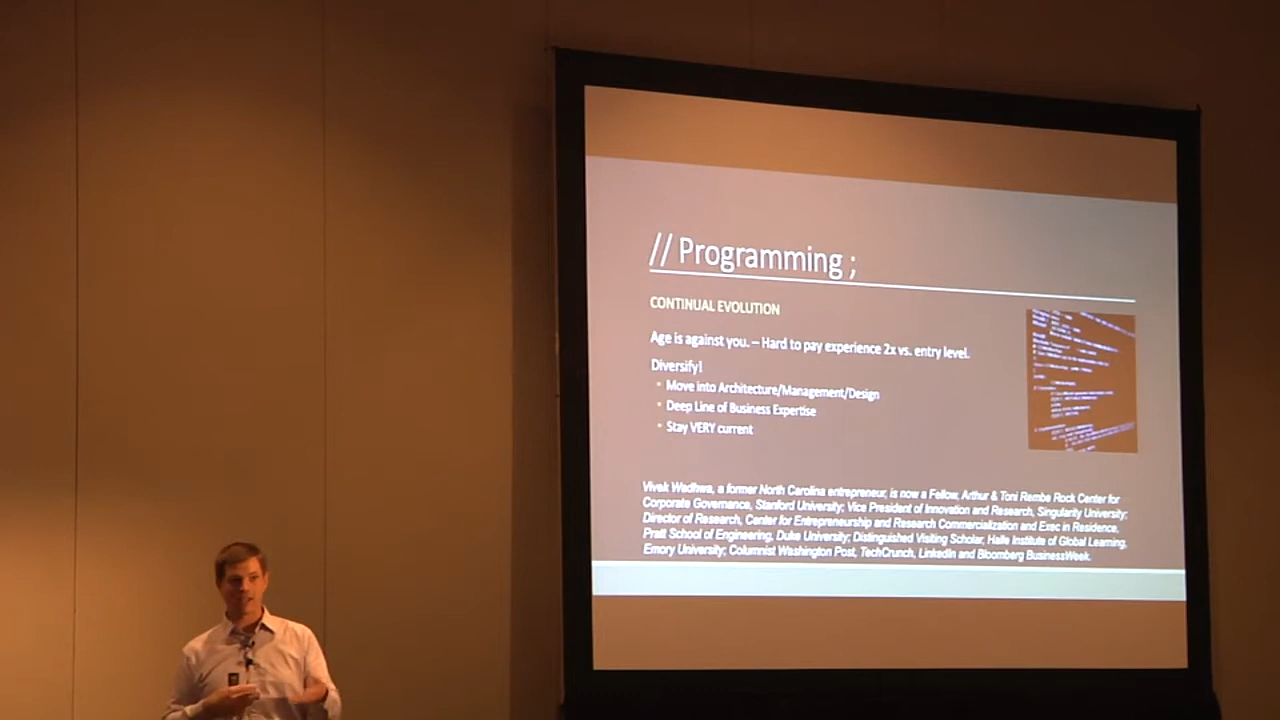 // Programming ;
CONTINUAL EVOLUTION
Age is against you. – Hard to pay experience 2x vs. entry level.
Diversify!
• Move into Architecture/Management/Design
• Deep Line of Business Expertise
• Stay VERY current
Vivek Wadhwa, a former North Carolina entrepreneur, is now a Fellow, Arthur & Toni Rembe Rock Center for
Corporate Governance, Stanford University; Vice President of Innovation and Research, Singularity University;
Director of Research, Center for Entrepreneurship and Research Commercialization and Exec in Residence,
Pratt School of Engineering, Duke University; Distinguished Visiting Scholar, Halle Institute of Global Learning,
Emory University; Columnist Washington Post, TechCrunch, LinkedIn and Bloomberg BusinessWeek.